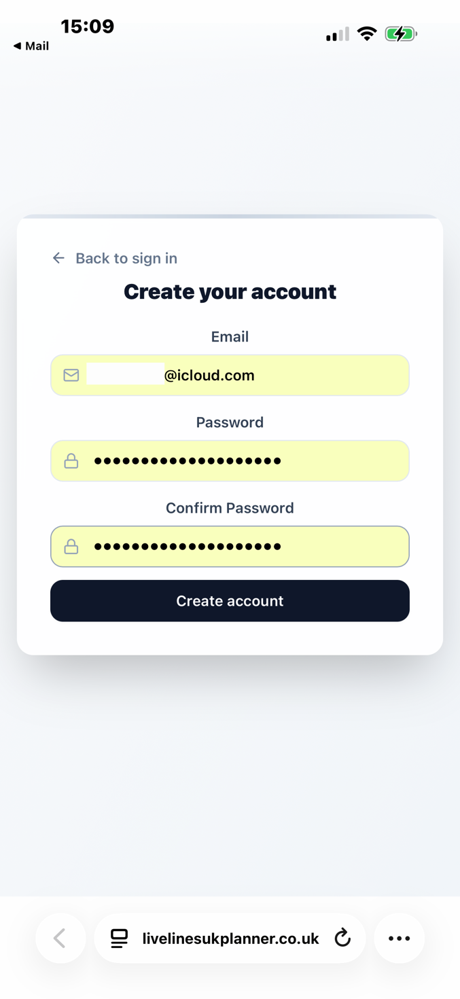 15:09
◀ Mail
Back to sign in
Create your account
Email
@icloud.com
Password
••••••••••••••••••••
Confirm Password
••••••••••••••••••••
Create account
livelinesukplanner.co.uk